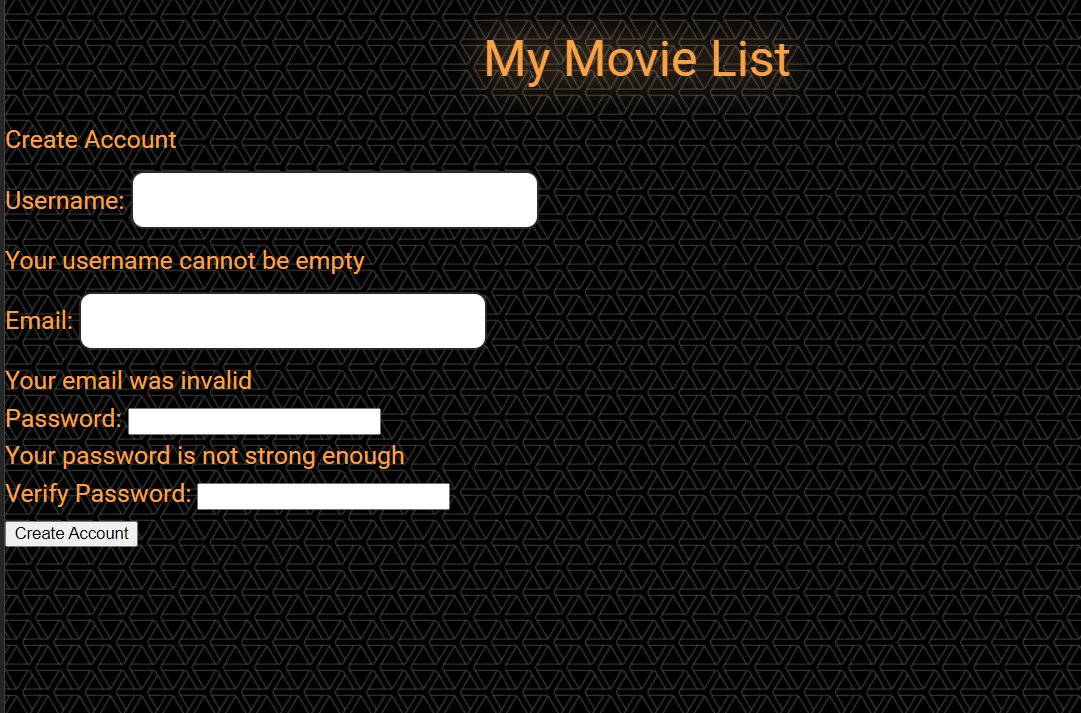 My Movie List
Create Account
Username:
Your username cannot be empty
Email:
Your email was invalid
Password:
Your password is not strong enough
Verify Password:
Create Account